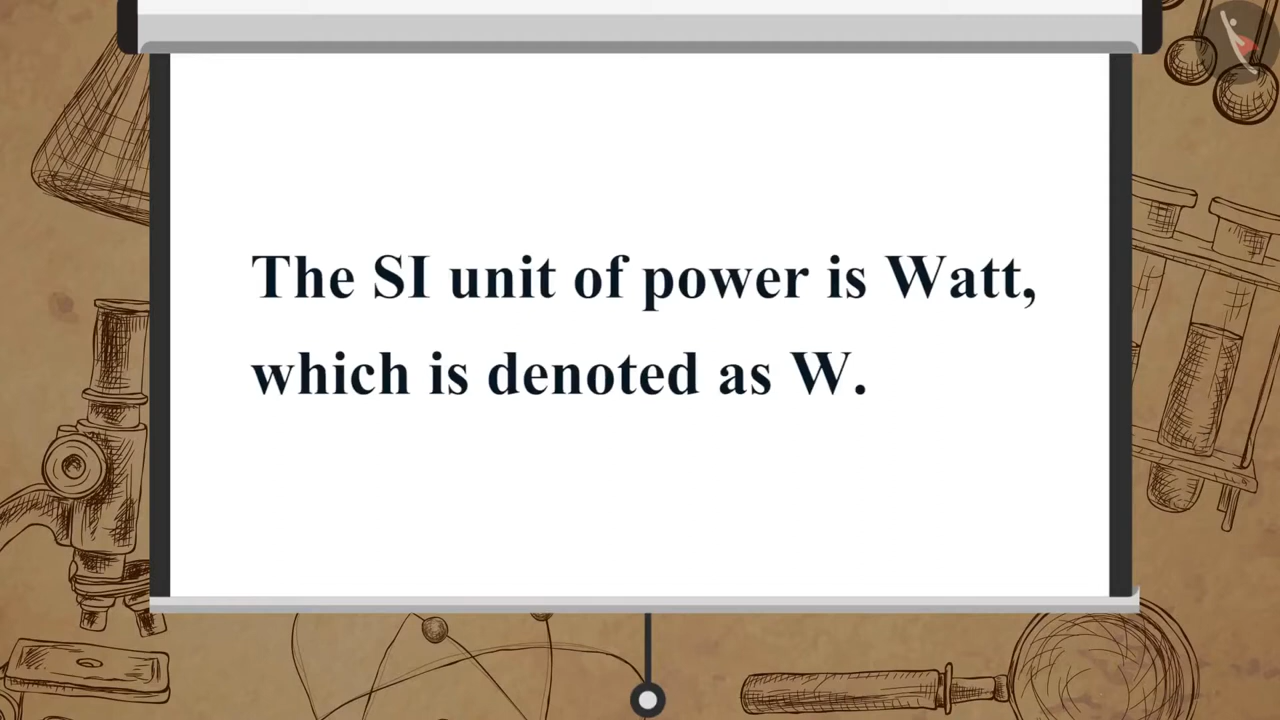 The SI unit of power is Watt,
which is denoted as W.